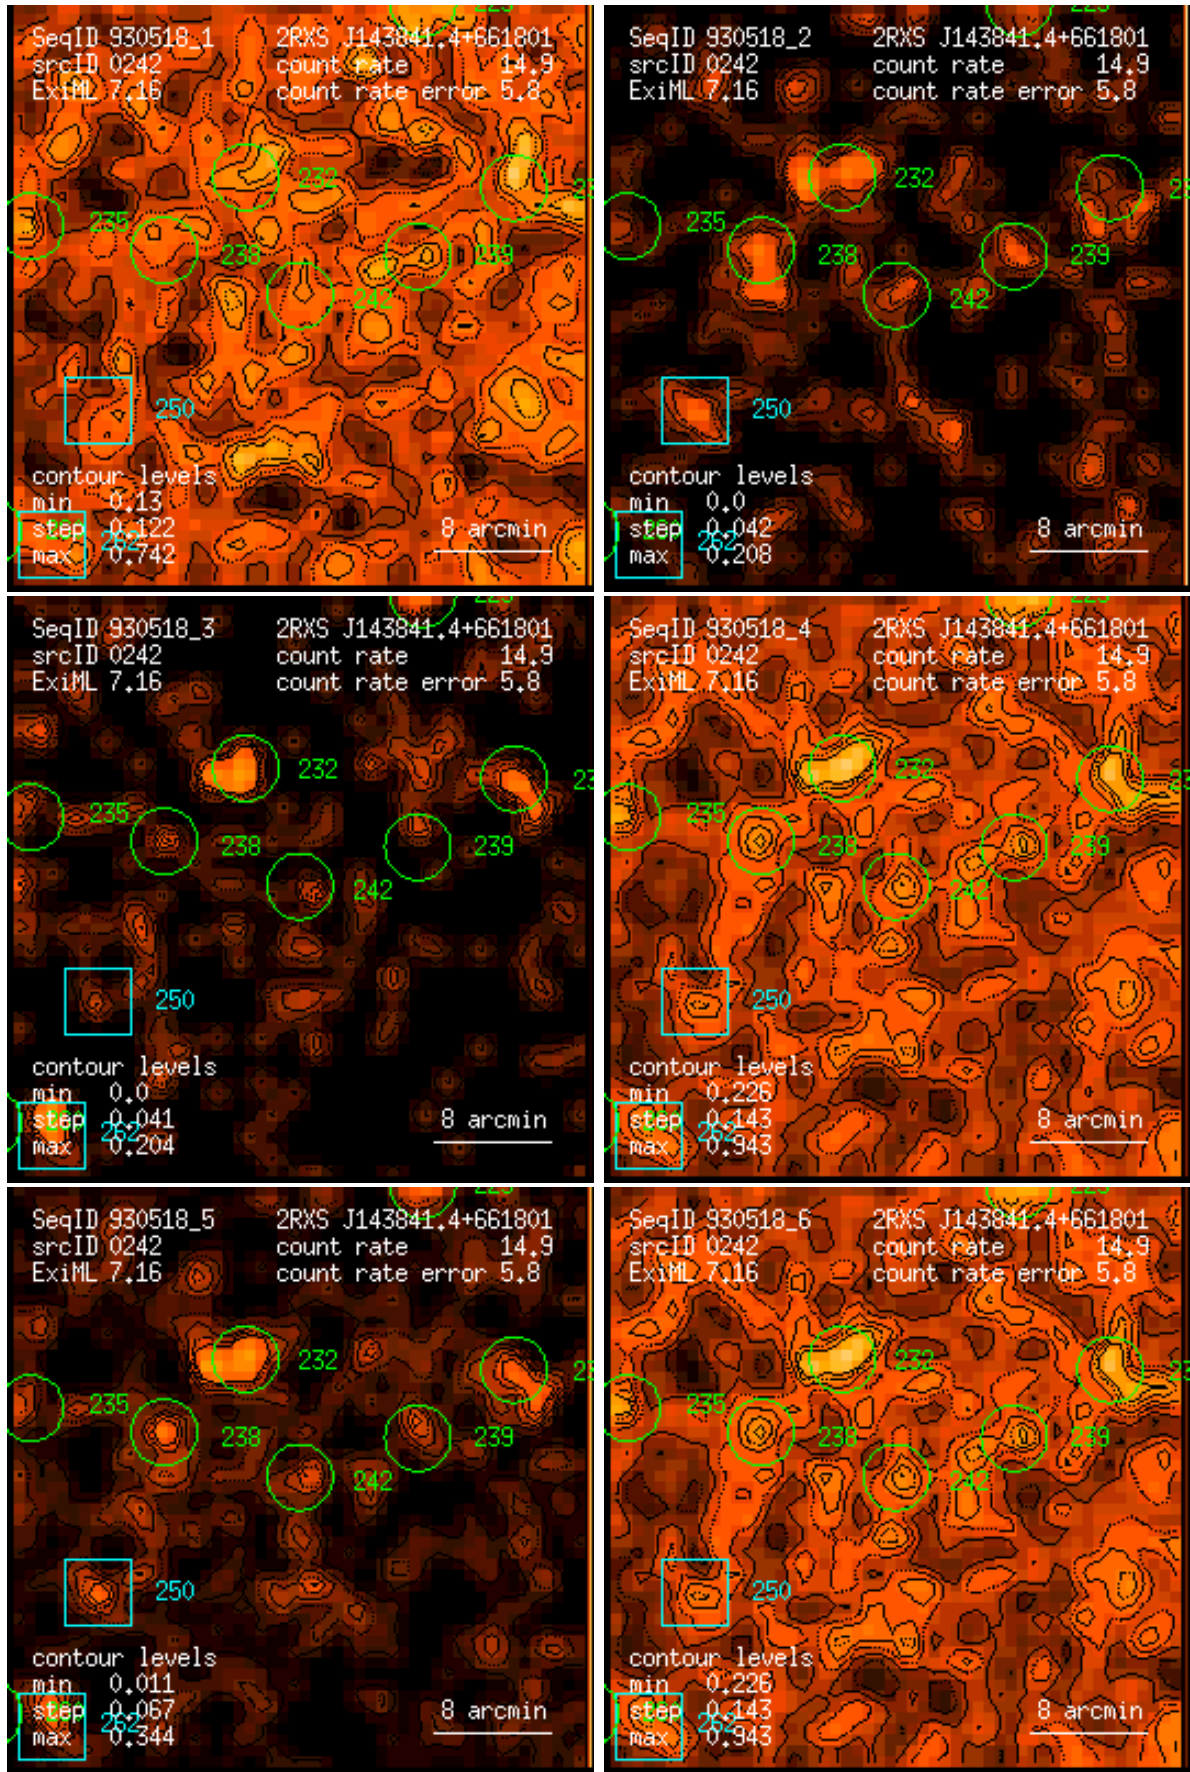 223
SeqID 930518_1 2RXS J143841.4+661801
srcID 0242 count rate 14.9
ExiML 7.16 count rate error 5.8
232
235
238
239
242
250
contour levels
min 0.13
step 0.122
max 0.742
262
8 arcmin
SeqID 930518_2 2RXS J143841.4+661801
srcID 0242 count rate 14.9
ExiML 7.16 count rate error 5.8
232
235
238
239
242
250
contour levels
min 0.0
step 0.042
max 0.208
262
8 arcmin
SeqID 930518_3 2RXS J143841.4+661801
srcID 0242 count rate 14.9
ExiML 7.16 count rate error 5.8
232
235
238
239
242
250
contour levels
min 0.0
step 0.041
max 0.204
262
8 arcmin
SeqID 930518_4 2RXS J143841.4+661801
srcID 0242 count rate 14.9
ExiML 7.16 count rate error 5.8
232
235
238
239
242
250
contour levels
min 0.226
step 0.143
max 0.943
262
8 arcmin
SeqID 930518_5 2RXS J143841.4+661801
srcID 0242 count rate 14.9
ExiML 7.16 count rate error 5.8
232
235
238
239
242
250
contour levels
min 0.011
step 0.067
max 0.344
262
8 arcmin
SeqID 930518_6 2RXS J143841.4+661801
srcID 0242 count rate 14.9
ExiML 7.16 count rate error 5.8
232
235
238
239
242
250
contour levels
min 0.226
step 0.143
max 0.943
262
8 arcmin